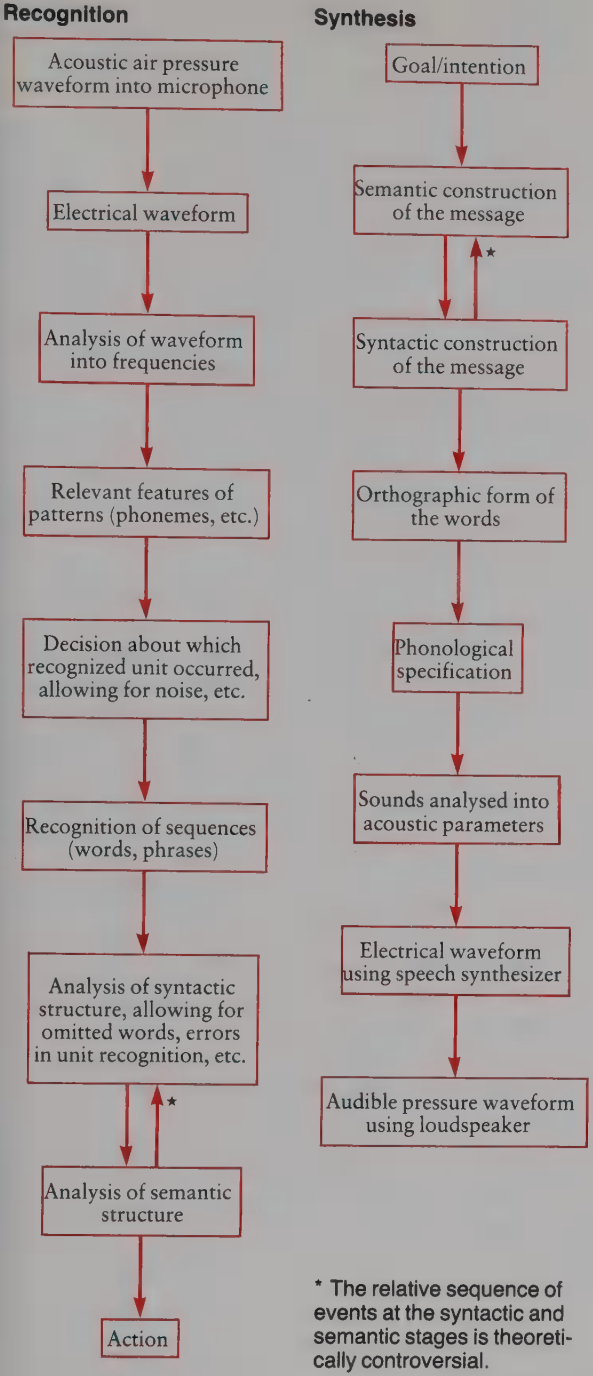 Recognition
Acoustic air pressure
waveform into microphone
Electrical waveform
Analysis of waveform
into frequencies
Relevant features of
patterns (phonemes, etc.)
Decision about which
recognized unit occurred,
allowing for noise, etc.
Recognition of sequences
(words, phrases)
Analysis of syntactic
structure, allowing for
omitted words, errors
in unit recognition, etc.
★
Analysis of semantic
structure
Action
Synthesis
Goal/intention
Semantic construction
of the message
★
Syntactic construction
of the message
Orthographic form of
the words
Phonological
specification
Sounds analysed into
acoustic parameters
Electrical waveform
using speech synthesizer
Audible pressure waveform
using loudspeaker
* The relative sequence of
events at the syntactic and
semantic stages is theoreti-
cally controversial.